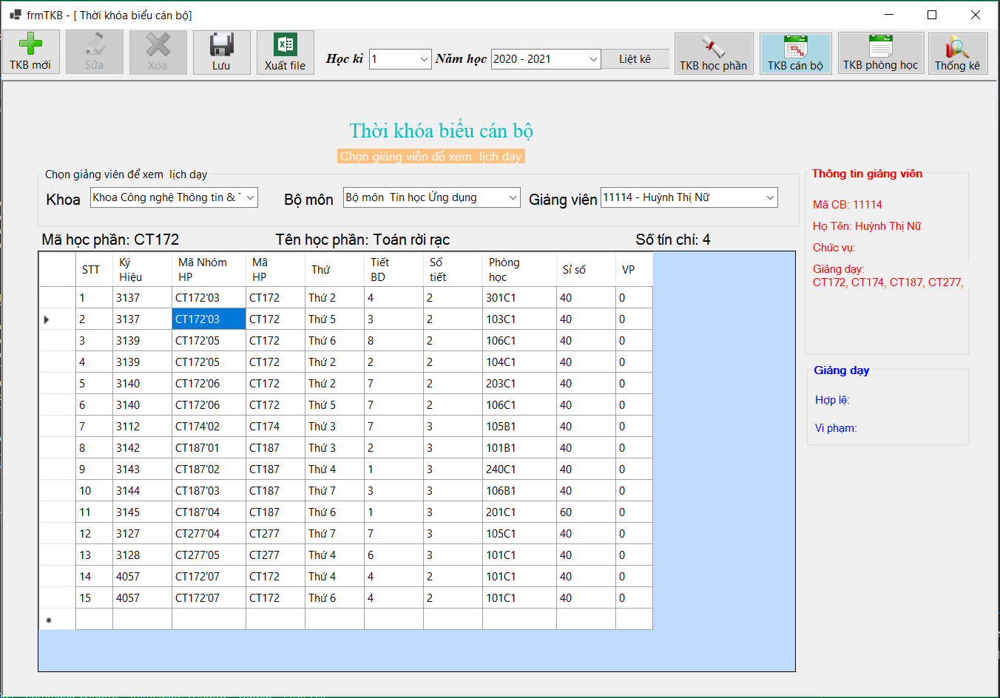 frmTKB - [ Thời khóa biểu cán bộ]
TKB mới Sửa Xóa Lưu Xuất file Học kì 1 Năm học 2020 - 2021 Liệt kê TKB học phần TKB cán bộ TKB phòng học Thống kê
Thời khóa biểu cán bộ
Chọn giảng viên để xem lịch dạy
Chọn giảng viên để xem lịch dạy
Khoa Khoa Công nghệ Thông tin & Bộ môn Bộ môn Tin học Ứng dụng Giảng viên 11114 - Huỳnh Thị Nữ
Mã học phần: CT172 Tên học phần: Toán rời rạc Số tín chỉ: 4
STT Ký Hiệu Mã Nhóm HP Mã HP Thứ Tiết BD Số tiết Phòng học Sỉ số VP
1 3137 CT172'03 CT172 Thứ 2 4 2 301C1 40 0
2 3137 CT172'03 CT172 Thứ 5 3 2 103C1 40 0
3 3139 CT172'05 CT172 Thứ 6 8 2 106C1 40 0
4 3139 CT172'05 CT172 Thứ 2 2 2 104C1 40 0
5 3140 CT172'06 CT172 Thứ 2 7 2 203C1 40 0
6 3140 CT172'06 CT172 Thứ 5 7 2 106C1 40 0
7 3112 CT174'02 CT174 Thứ 3 7 3 105B1 40 0
8 3142 CT187'01 CT187 Thứ 3 2 3 101B1 40 0
9 3143 CT187'02 CT187 Thứ 4 1 3 240C1 40 0
10 3144 CT187'03 CT187 Thứ 7 3 3 106B1 40 0
11 3145 CT187'04 CT187 Thứ 6 1 3 201C1 60 0
12 3127 CT277'04 CT277 Thứ 7 7 3 105C1 40 0
13 3128 CT277'05 CT277 Thứ 4 6 3 101C1 40 0
14 4057 CT172'07 CT172 Thứ 4 4 2 101C1 40 0
15 4057 CT172'07 CT172 Thứ 6 4 2 101C1 40 0
Thông tin giảng viên
Mã CB: 11114
Họ Tên: Huỳnh Thị Nữ
Chức vụ:
Giảng dạy:
CT172, CT174, CT187, CT277,
Giảng dạy
Hợp lệ:
Vi phạm: